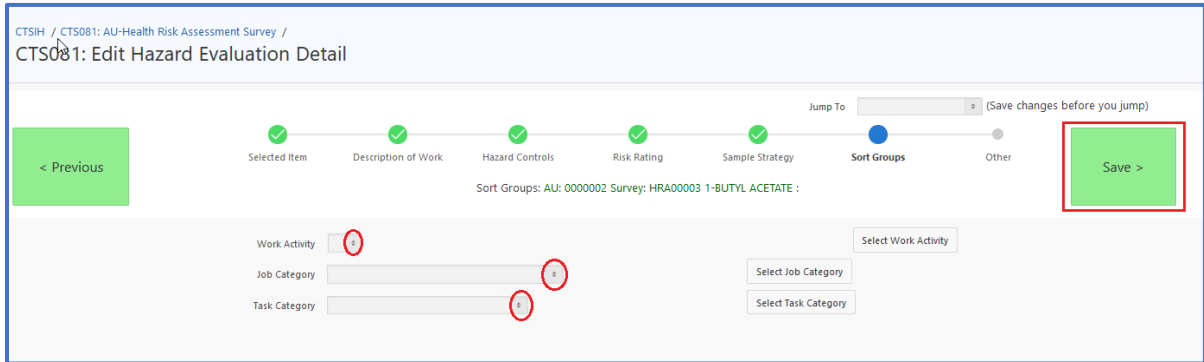 CTSIH / CTS081: AU-Health Risk Assessment Survey /
CTS081: Edit Hazard Evaluation Detail
Jump To (Save changes before you jump)
< Previous
Selected Item Description of Work Hazard Controls Risk Rating Sample Strategy Sort Groups Other
Save >
Sort Groups: AU: 0000002 Survey: HRA00003 1-BUTYL ACETATE :
Work Activity Select Work Activity
Job Category Select Job Category
Task Category Select Task Category